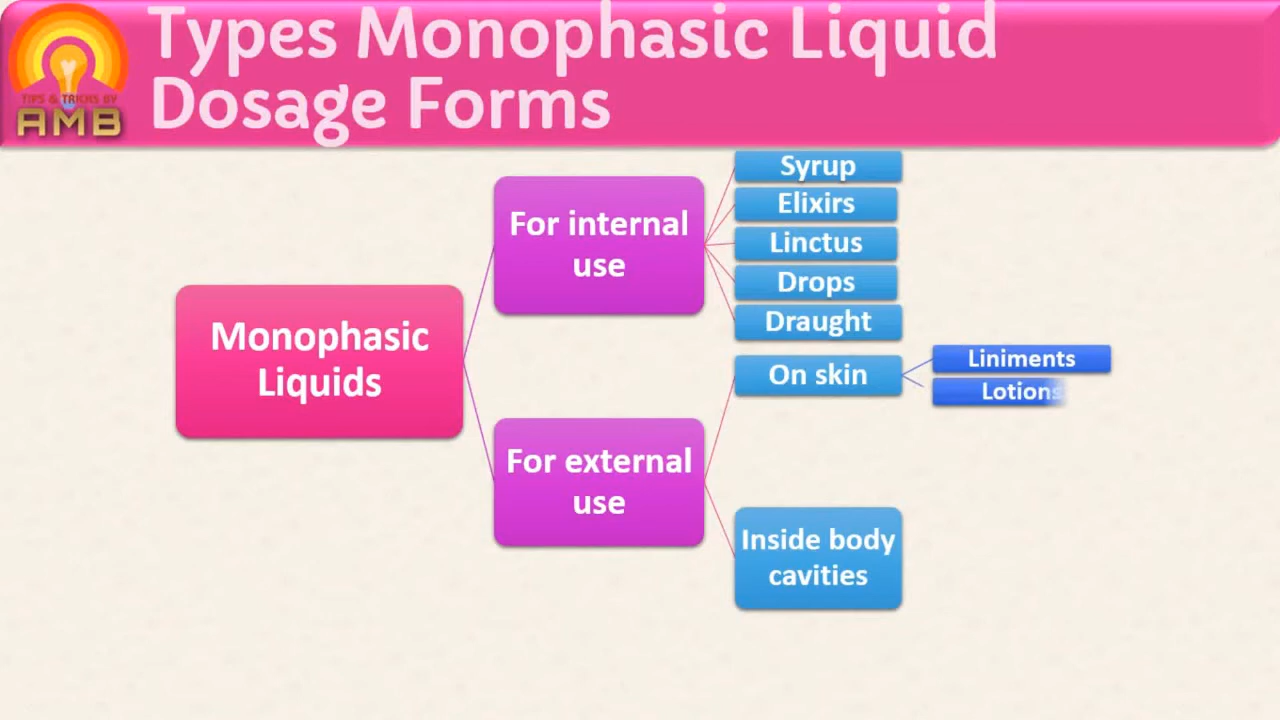 Types Monophasic Liquid
Dosage Forms
TIPS & TRICKS BY
AMB
Syrup
Elixirs
Linctus
Drops
Draught
For internal
use
Monophasic
Liquids
For external
use
On skin
Liniments
Lotions
Inside body
cavities